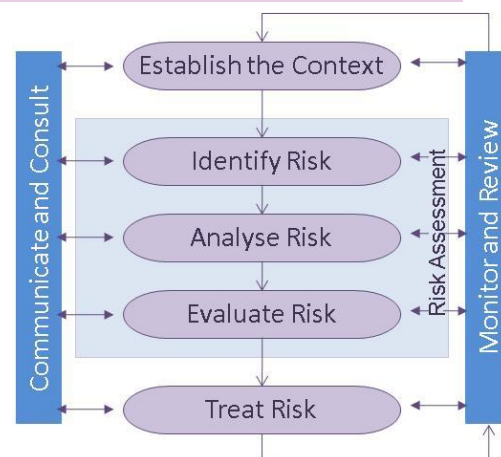 Establish the Context
Communicate and Consult
Identify Risk
Analyse Risk
Evaluate Risk
Risk Assessment
Monitor and Review
Treat Risk